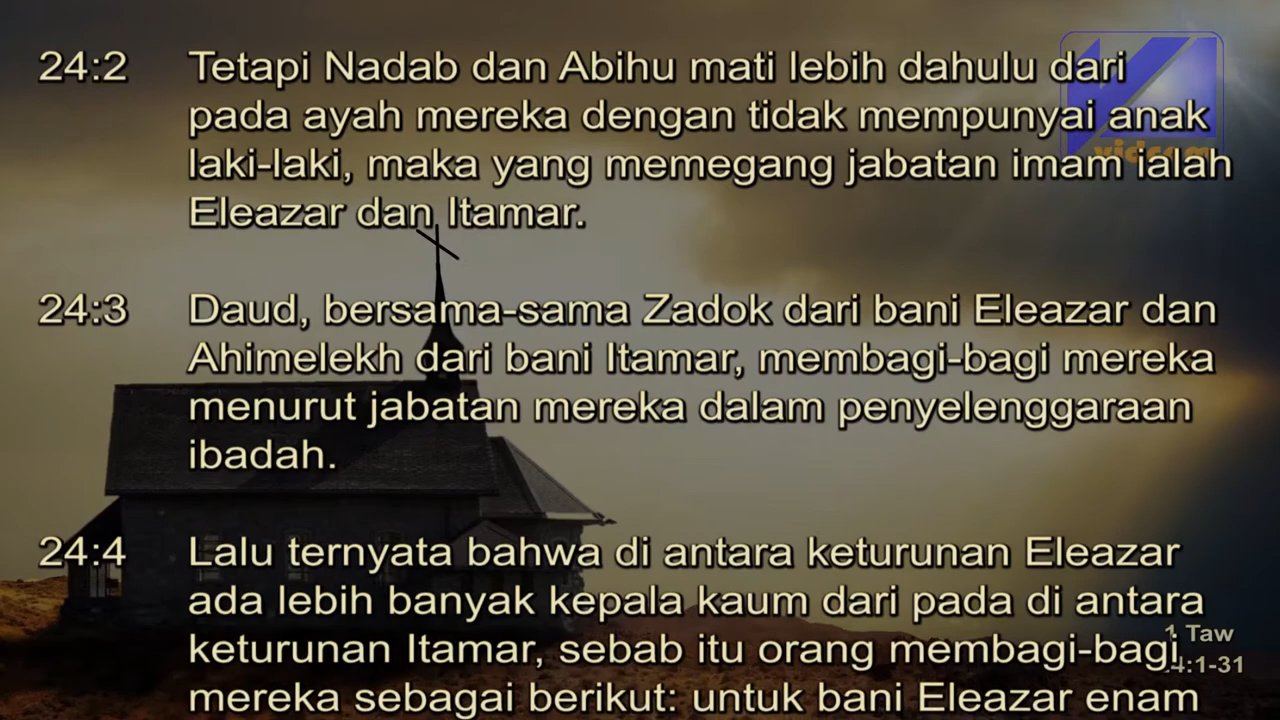 24:2 Tetapi Nadab dan Abihu mati lebih dahulu dari
pada ayah mereka dengan tidak mempunyai anak
laki-laki, maka yang memegang jabatan imam ialah
Eleazar dan Itamar.
vidcom
24:3 Daud, bersama-sama Zadok dari bani Eleazar dan
Ahimelekh dari bani Itamar, membagi-bagi mereka
menurut jabatan mereka dalam penyelenggaraan
ibadah.
24:4 Lalu ternyata bahwa di antara keturunan Eleazar
ada lebih banyak kepala kaum dari pada di antara
keturunan Itamar, sebab itu orang membagi-bagi
mereka sebagai berikut: untuk bani Eleazar enam
1 Taw
24:1-31